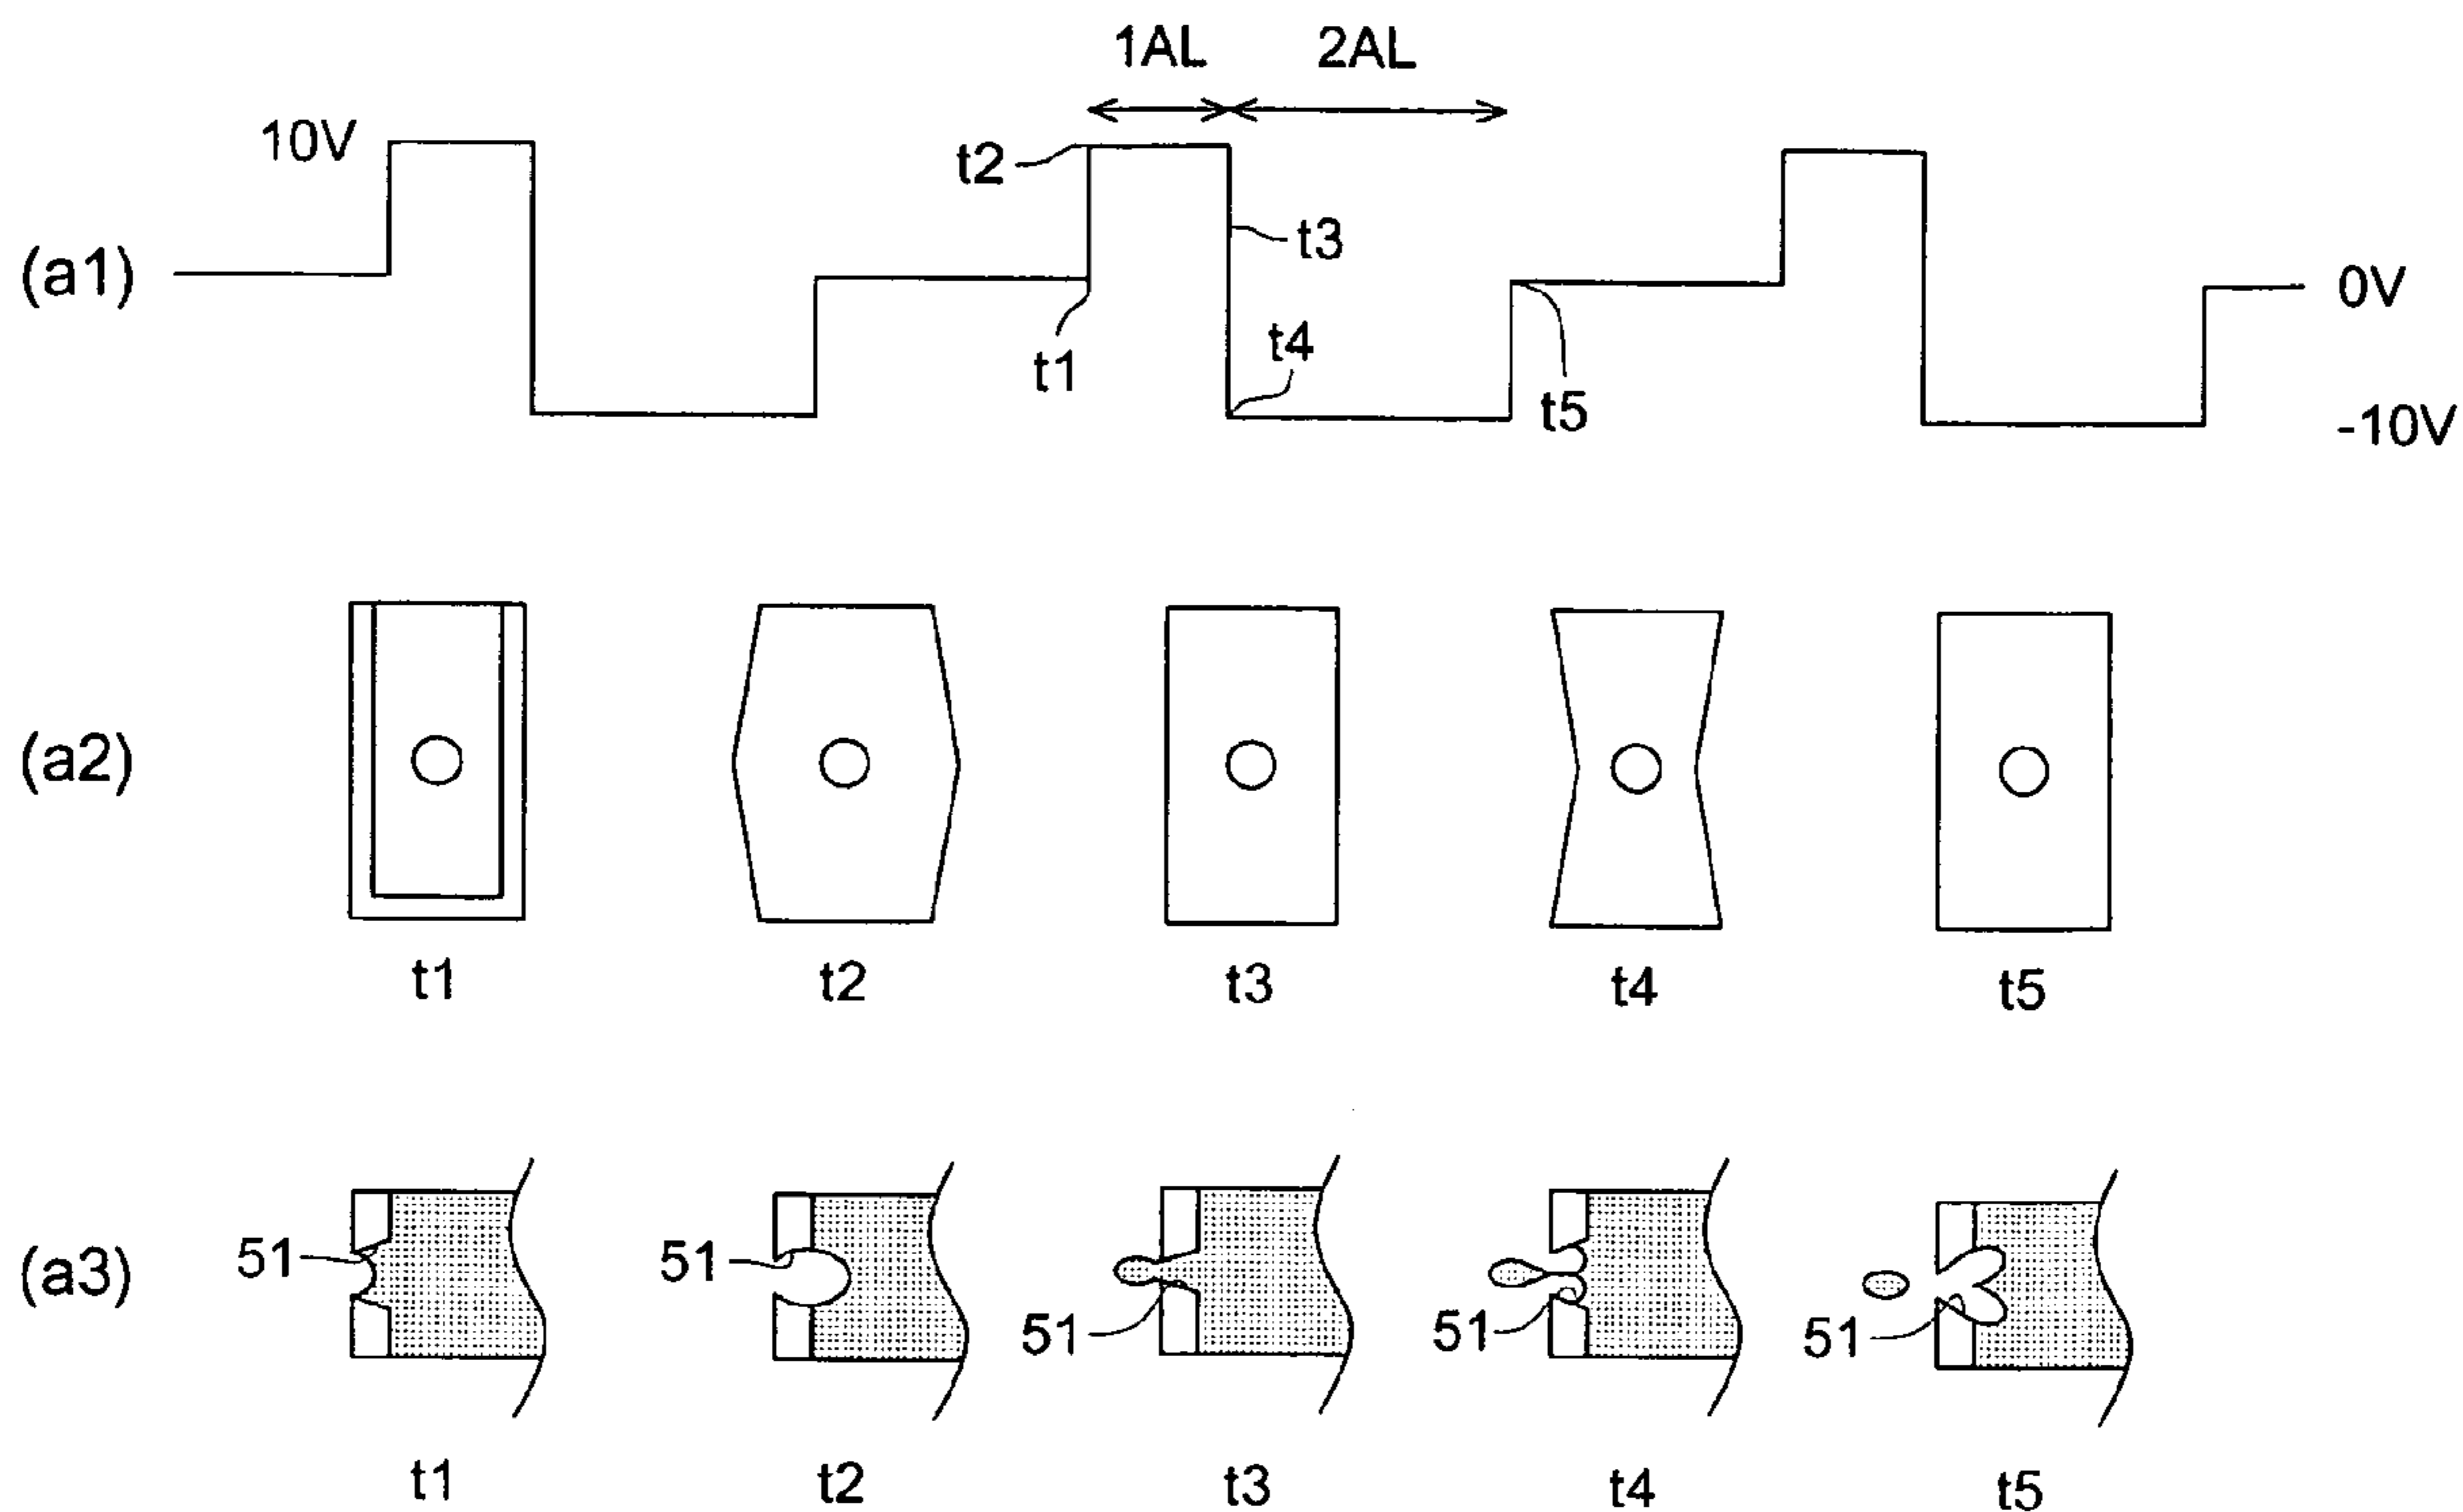 1AL 2AL
10V
t2
t3
(a1)
0V
t4
t1
t5
-10V
(a2)
t1 t2 t3 t4 t5
(a3)
51 51 51 51 51
t1 t2 t3 t4 t5